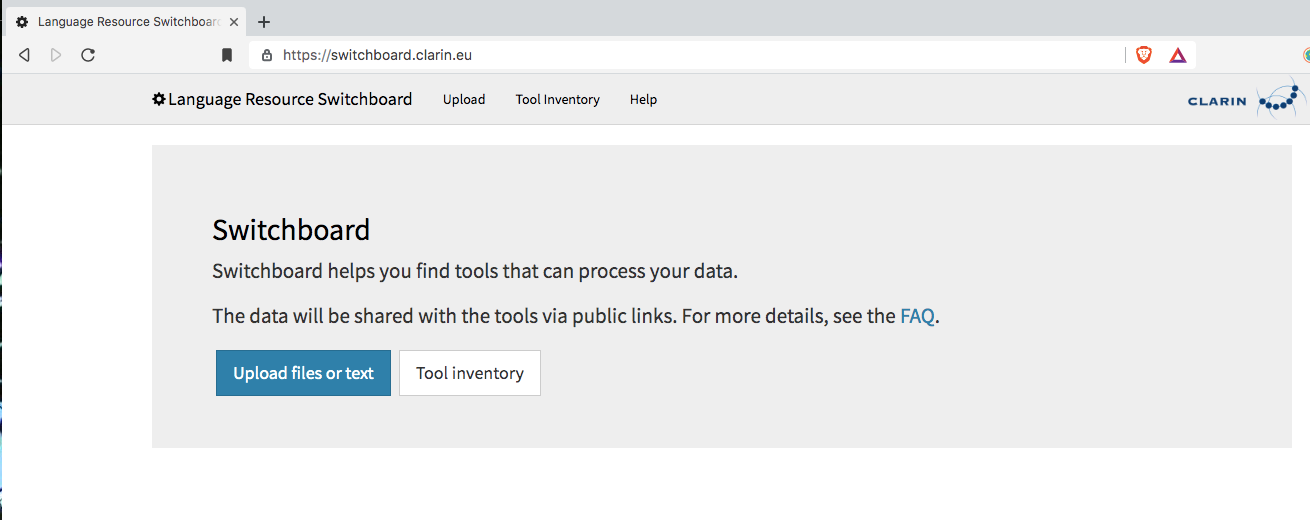 Language Resource Switchboard
https://switchboard.clarin.eu
Language Resource Switchboard Upload Tool Inventory Help CLARIN
Switchboard
Switchboard helps you find tools that can process your data.
The data will be shared with the tools via public links. For more details, see the FAQ.
Upload files or text Tool inventory